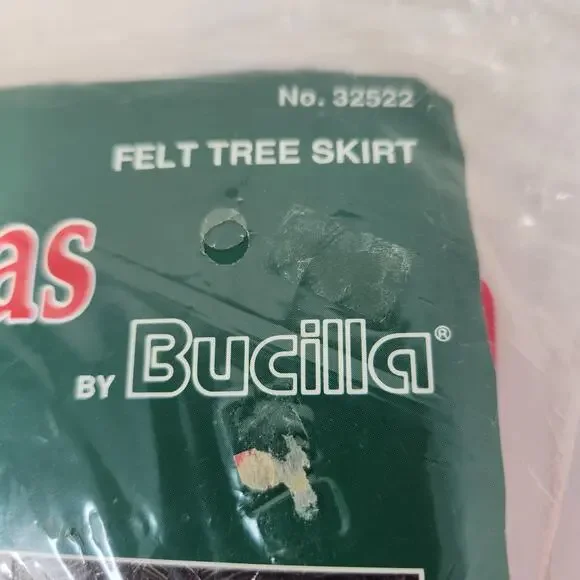 No. 32522
FELT TREE SKIRT
as
BY Bucilla®